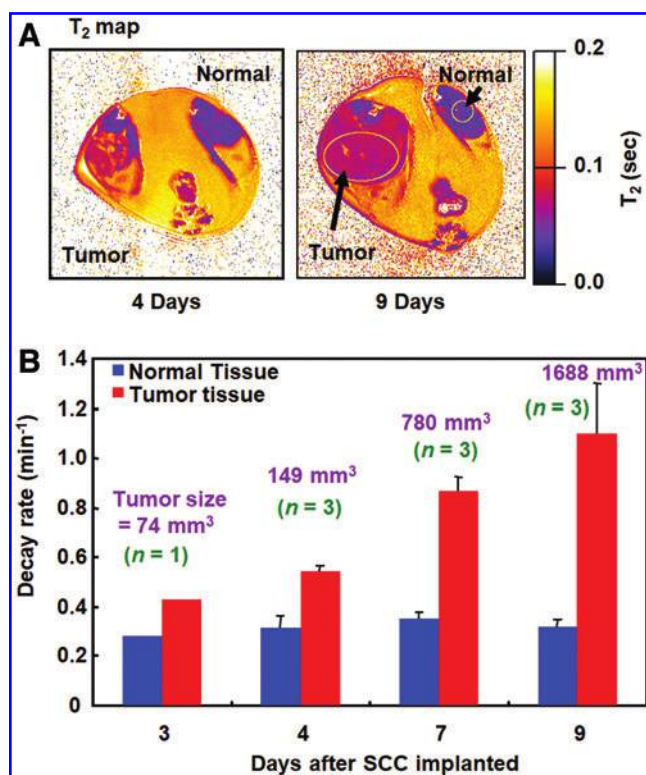 A
T₂ map
Normal
Tumor
4 Days
Normal
Tumor
9 Days
0.2
0.1
0.0
T₂ (sec)
B
1.4
1.2
1.0
0.8
0.6
0.4
0.2
0
Decay rate (min⁻¹)
Normal Tissue
Tumor tissue
Tumor size
= 74 mm³
(n = 1)
149 mm³
(n = 3)
780 mm³
(n = 3)
1688 mm³
(n = 3)
3 4 7 9
Days after SCC implanted